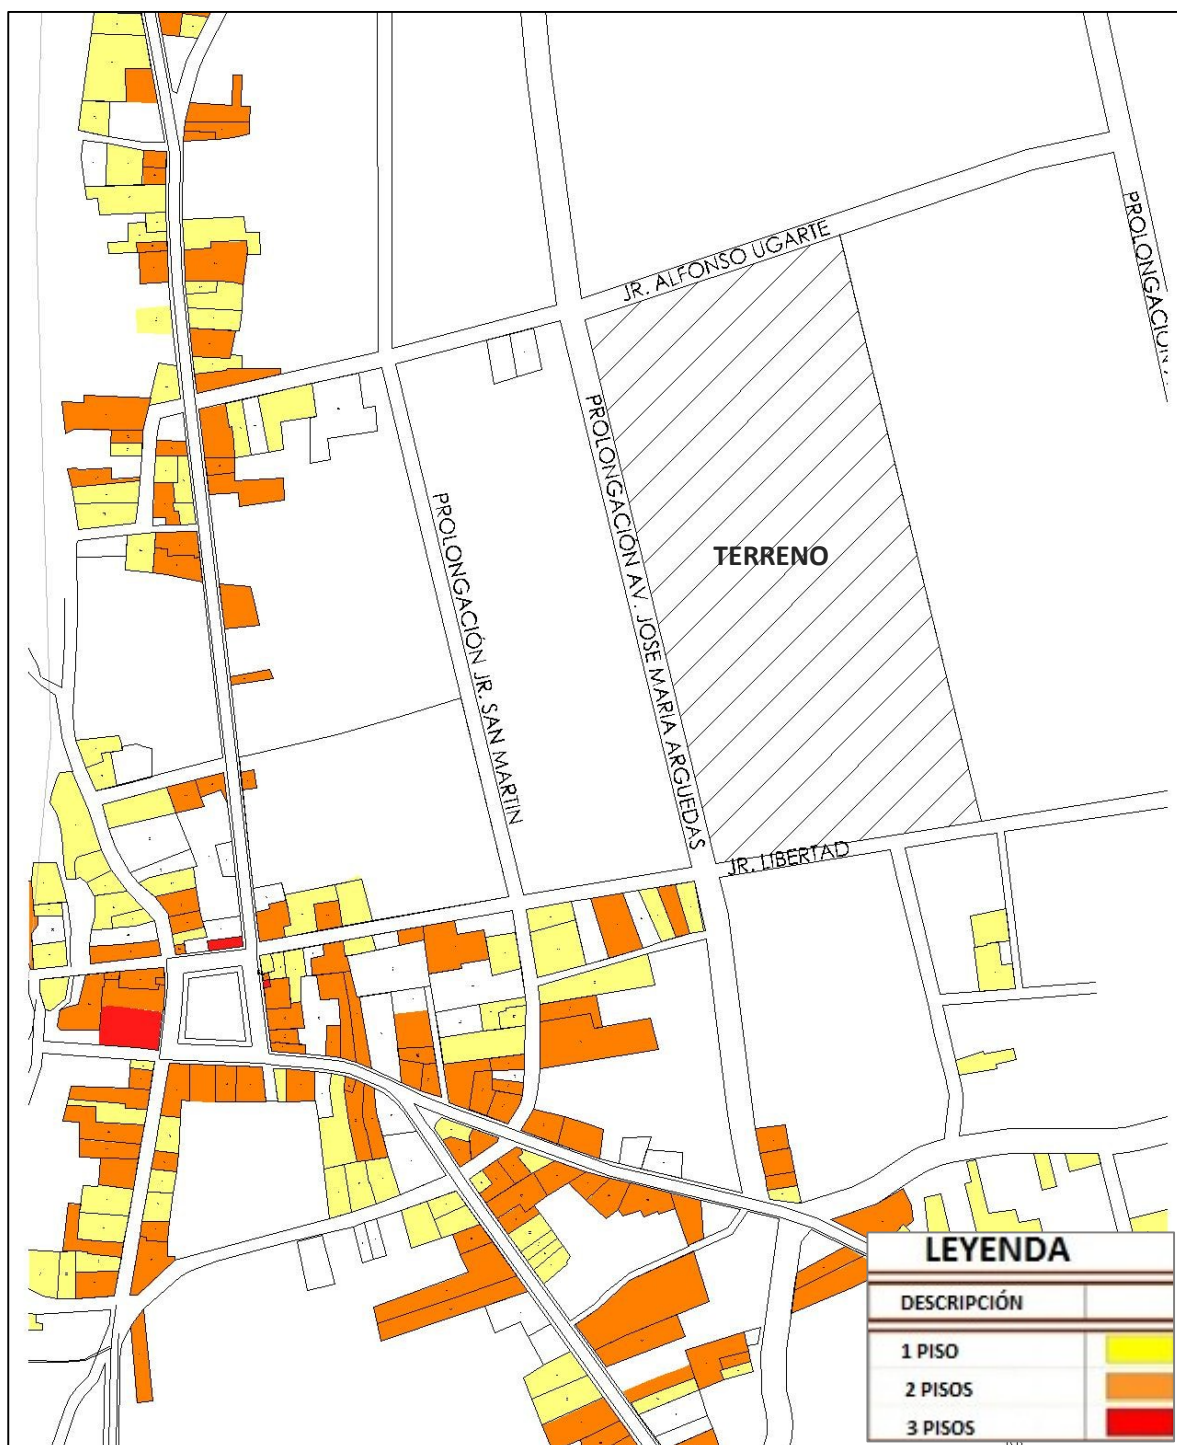 JR. ALFONSO UGARTE
PROLONGACIÓN
PROLONGACIÓN AV. JOSE MARIA ARGUEDAS
PROLONGACIÓN JR. SAN MARTIN
TERRENO
JR. LIBERTAD
LEYENDA
DESCRIPCIÓN
1 PISO
2 PISOS
3 PISOS